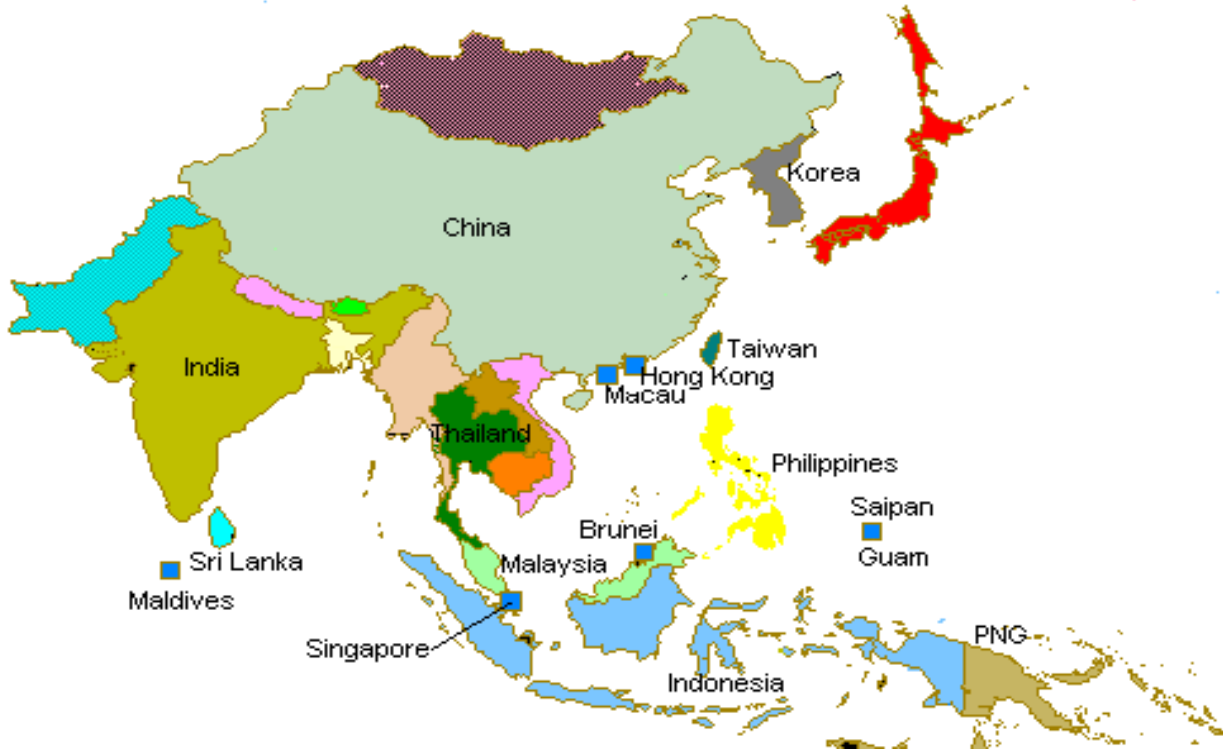 Korea
China
Taiwan
India
Hong Kong
Macau
Thailand
Philippines
Saipan
Brunei
Guam
Sri Lanka
Malaysia
Maldives
PNG
Singapore
Indonesia